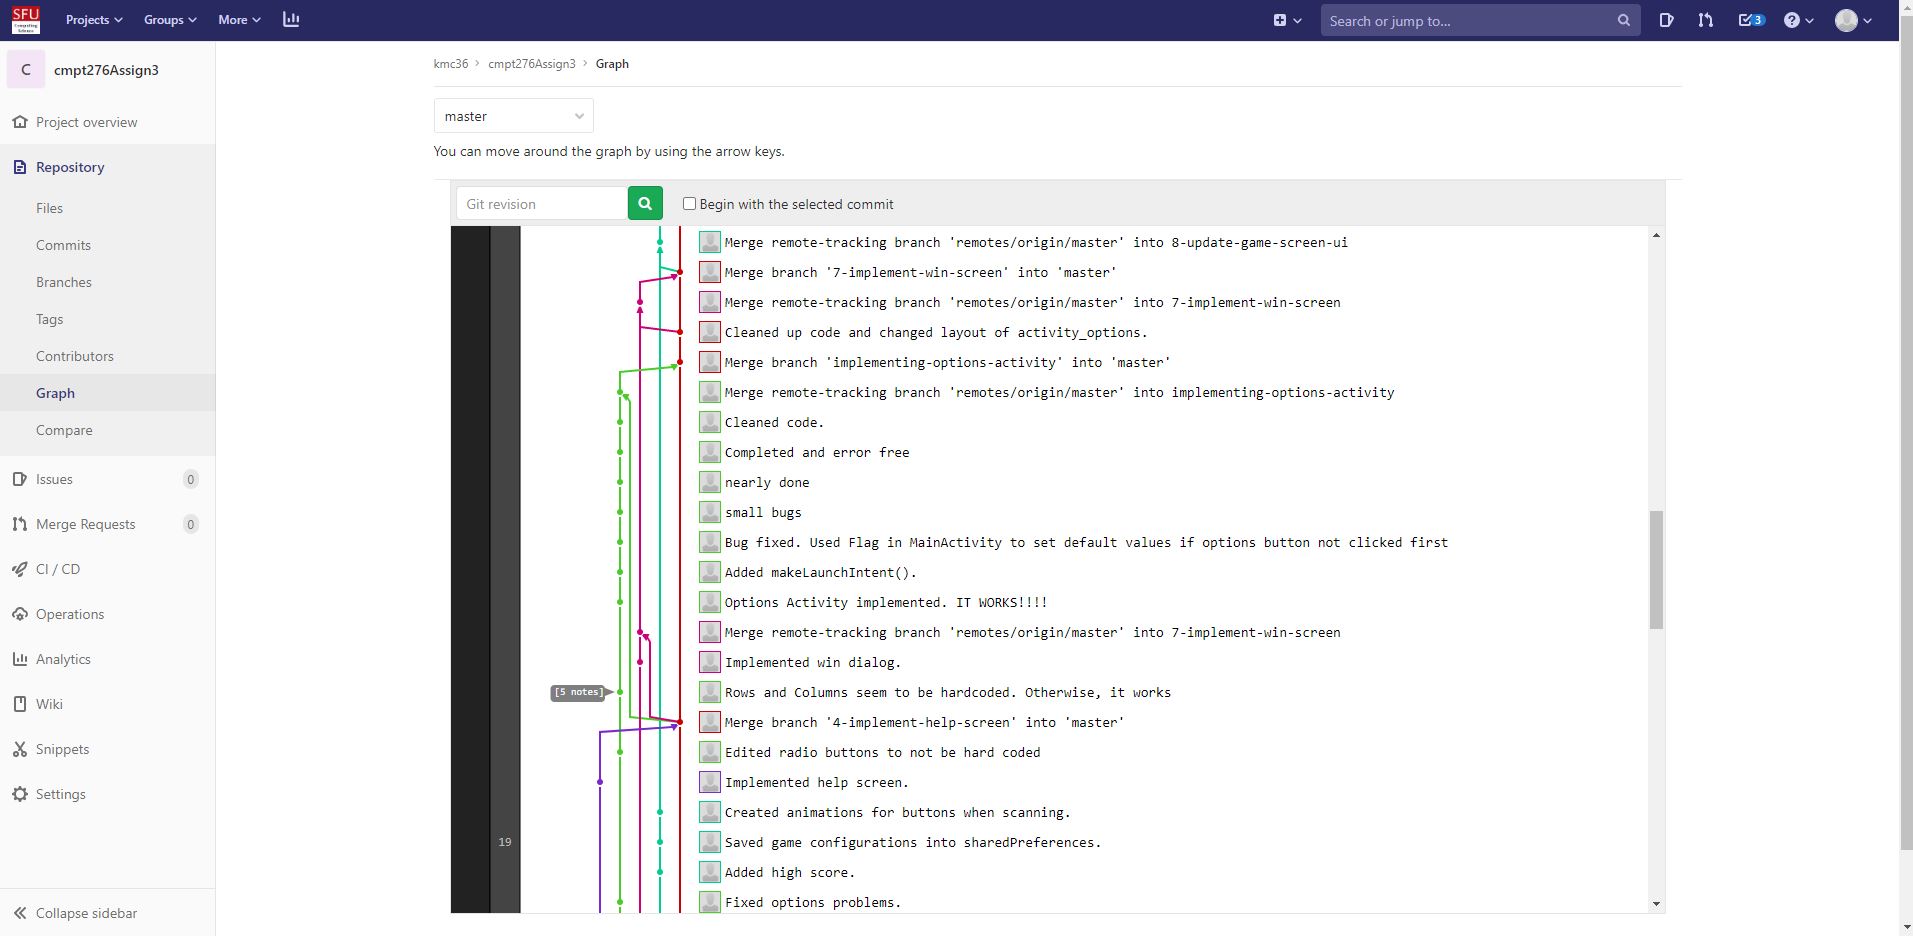 SFU
Computing
Science
Projects
Groups
More
Search or jump to...
3
C
cmpt276Assign3
Project overview
Repository
Files
Commits
Branches
Tags
Contributors
Graph
Compare
Issues
0
Merge Requests
0
CI / CD
Operations
Analytics
Wiki
Snippets
Settings
Collapse sidebar
kmc36 › cmpt276Assign3 › Graph
master
You can move around the graph by using the arrow keys.
Git revision
Begin with the selected commit
Merge remote-tracking branch 'remotes/origin/master' into 8-update-game-screen-ui
Merge branch '7-implement-win-screen' into 'master'
Merge remote-tracking branch 'remotes/origin/master' into 7-implement-win-screen
Cleaned up code and changed layout of activity_options.
Merge branch 'implementing-options-activity' into 'master'
Merge remote-tracking branch 'remotes/origin/master' into implementing-options-activity
Cleaned code.
Completed and error free
nearly done
small bugs
Bug fixed. Used Flag in MainActivity to set default values if options button not clicked first
Added makeLaunchIntent().
Options Activity implemented. IT WORKS!!!!
Merge remote-tracking branch 'remotes/origin/master' into 7-implement-win-screen
Implemented win dialog.
[5 notes]
Rows and Columns seem to be hardcoded. Otherwise, it works
Merge branch '4-implement-help-screen' into 'master'
Edited radio buttons to not be hard coded
Implemented help screen.
Created animations for buttons when scanning.
19
Saved game configurations into sharedPreferences.
Added high score.
Fixed options problems.